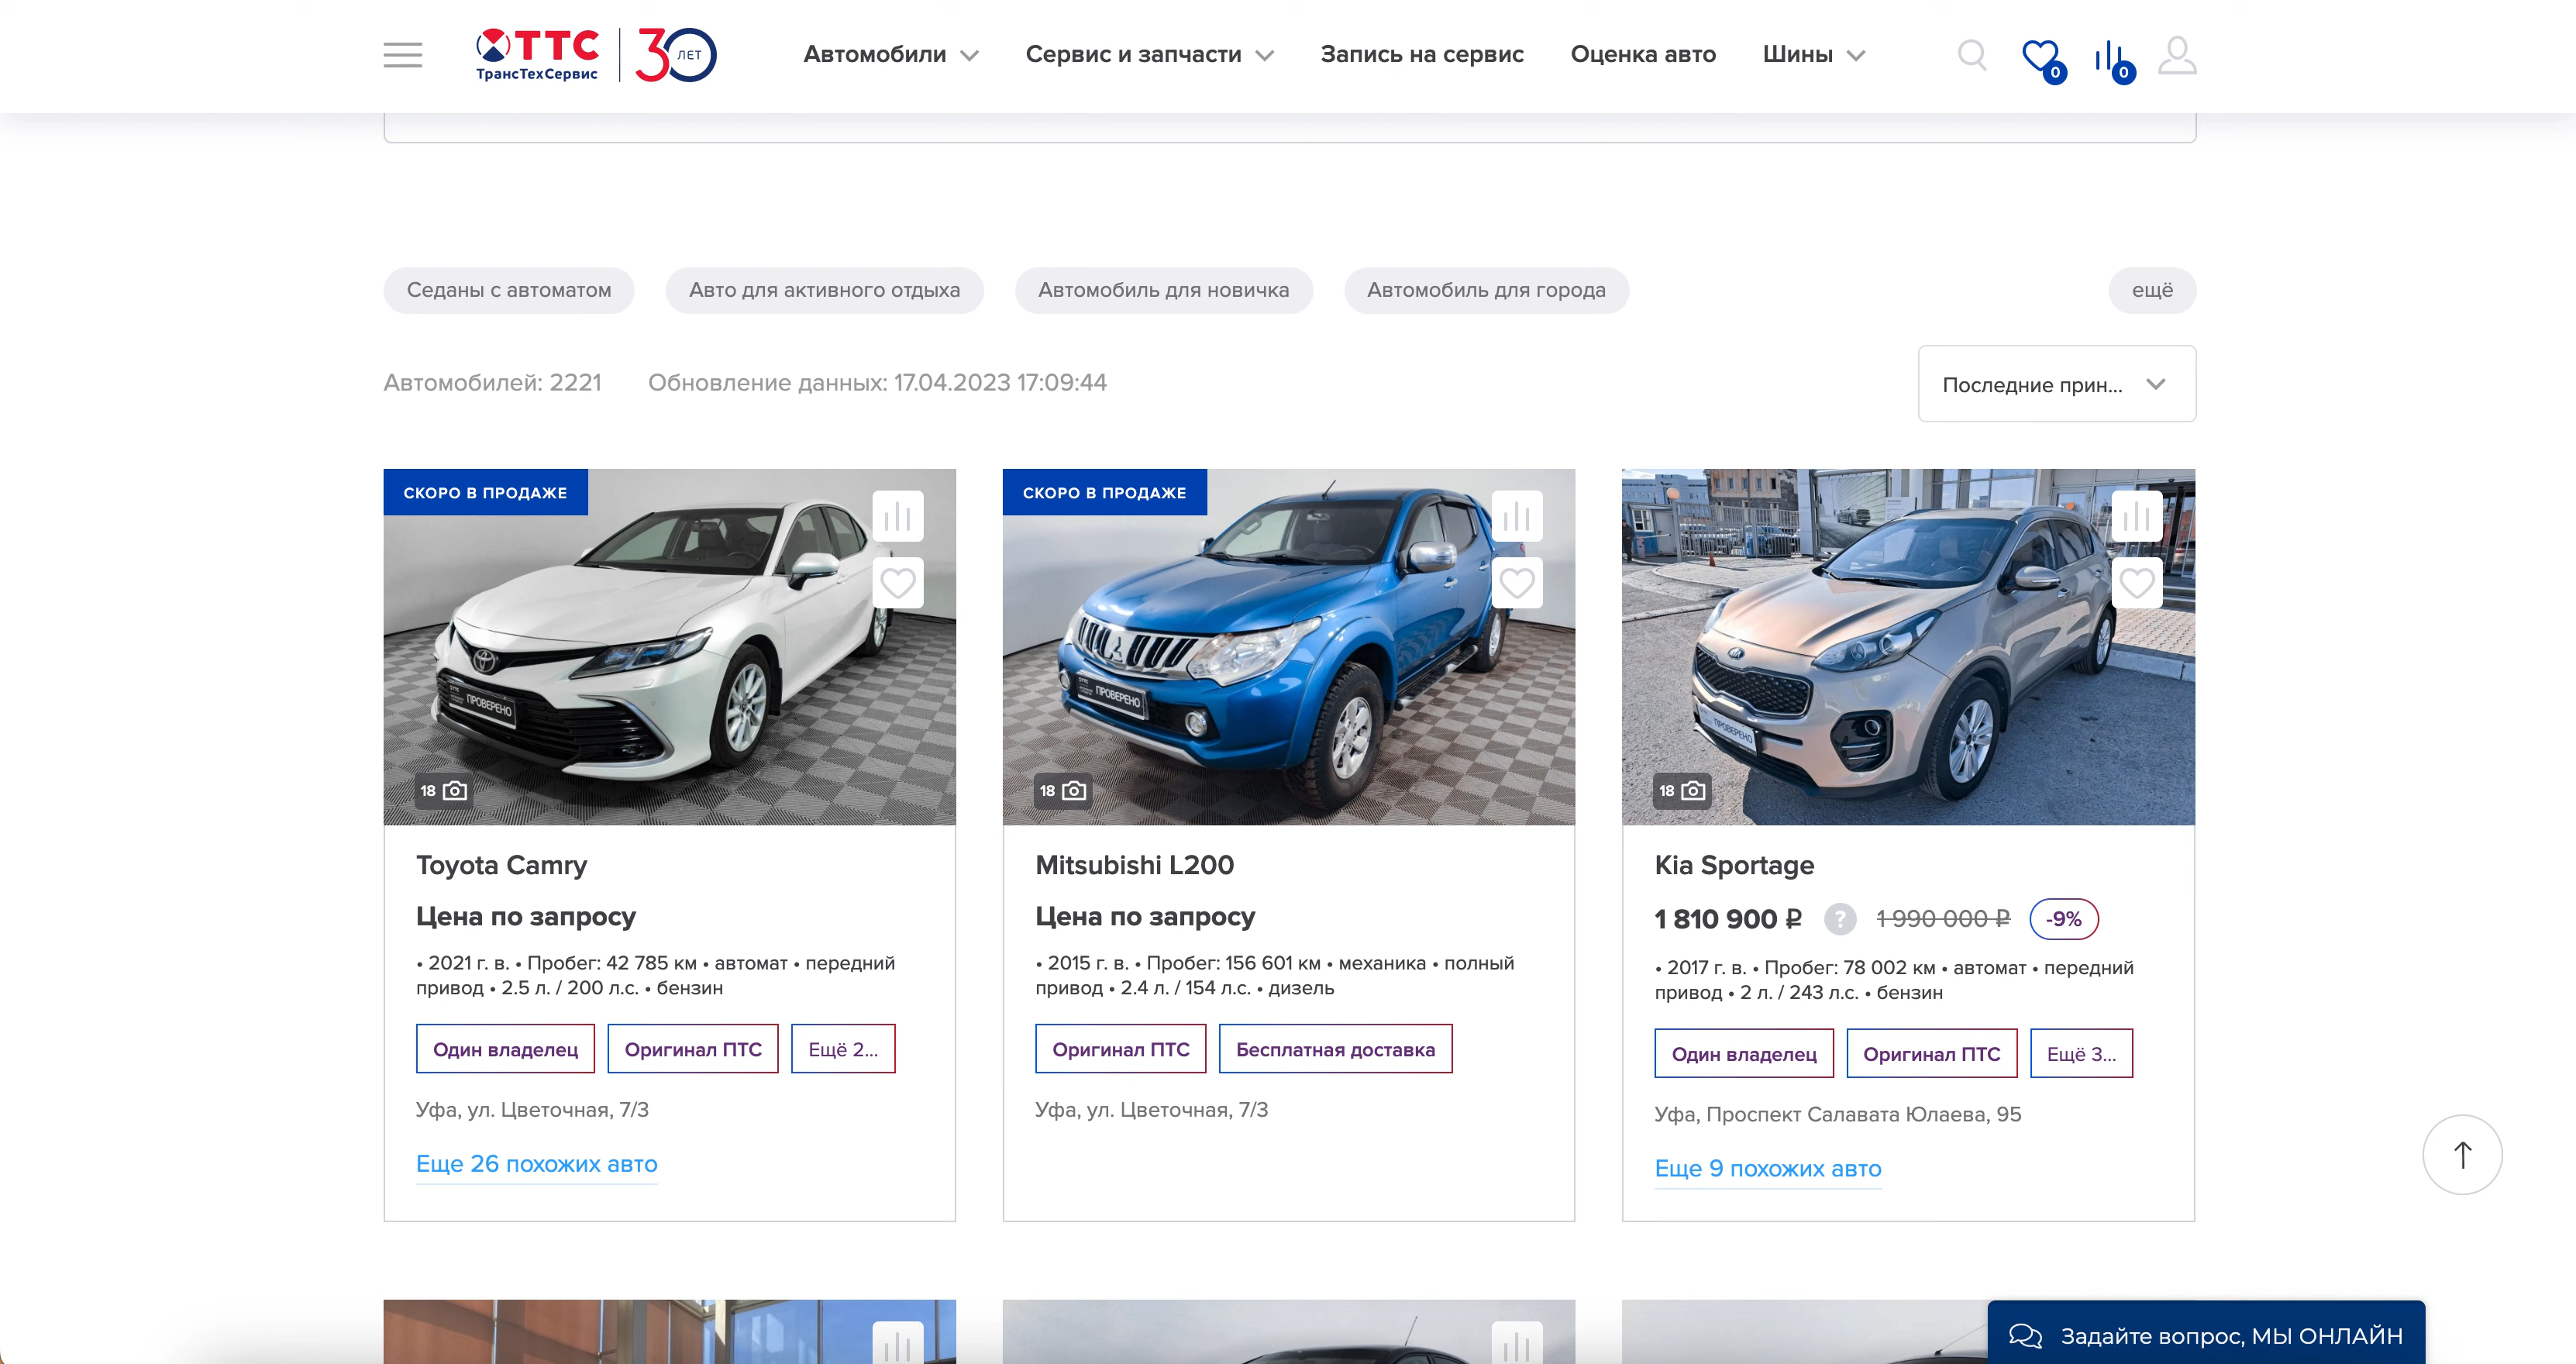 ТТС
ТрансТехСервис
30 ЛЕТ
Автомобили
Сервис и запчасти
Запись на сервис
Оценка авто
Шины
0
0
Седаны с автоматом
Авто для активного отдыха
Автомобиль для новичка
Автомобиль для города
ещё
Автомобилей: 2221
Обновление данных: 17.04.2023 17:09:44
Последние прин...
СКОРО В ПРОДАЖЕ
ПРОВЕРЕНО
18
Toyota Camry
Цена по запросу
• 2021 г. в. • Пробег: 42 785 км • автомат • передний
привод • 2.5 л. / 200 л.с. • бензин
Один владелец
Оригинал ПТС
Ещё 2...
Уфа, ул. Цветочная, 7/3
Еще 26 похожих авто
СКОРО В ПРОДАЖЕ
ПРОВЕРЕНО
18
Mitsubishi L200
Цена по запросу
• 2015 г. в. • Пробег: 156 601 км • механика • полный
привод • 2.4 л. / 154 л.с. • дизель
Оригинал ПТС
Бесплатная доставка
Уфа, ул. Цветочная, 7/3
ПРОВЕРЕНО
18
Kia Sportage
1 810 900 ₽ ? 1 990 000 ₽ -9%
• 2017 г. в. • Пробег: 78 002 км • автомат • передний
привод • 2 л. / 243 л.с. • бензин
Один владелец
Оригинал ПТС
Ещё 3...
Уфа, Проспект Салавата Юлаева, 95
Еще 9 похожих авто
Задайте вопрос, МЫ ОНЛАЙН